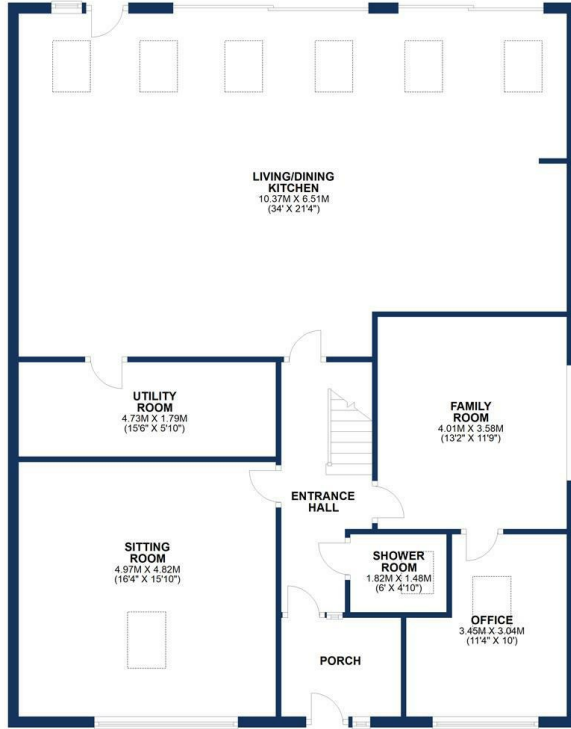 LIVING/DINING
KITCHEN
10.37M X 6.51M
(34' X 21'4")
UTILITY
ROOM
4.73M X 1.79M
(15'6" X 5'10")
FAMILY
ROOM
4.01M X 3.58M
(13'2" X 11'9")
ENTRANCE
HALL
SITTING
ROOM
4.97M X 4.82M
(16'4" X 15'10")
SHOWER
ROOM
1.82M X 1.48M
(6' X 4'10")
OFFICE
3.45M X 3.04M
(11'4" X 10')
PORCH